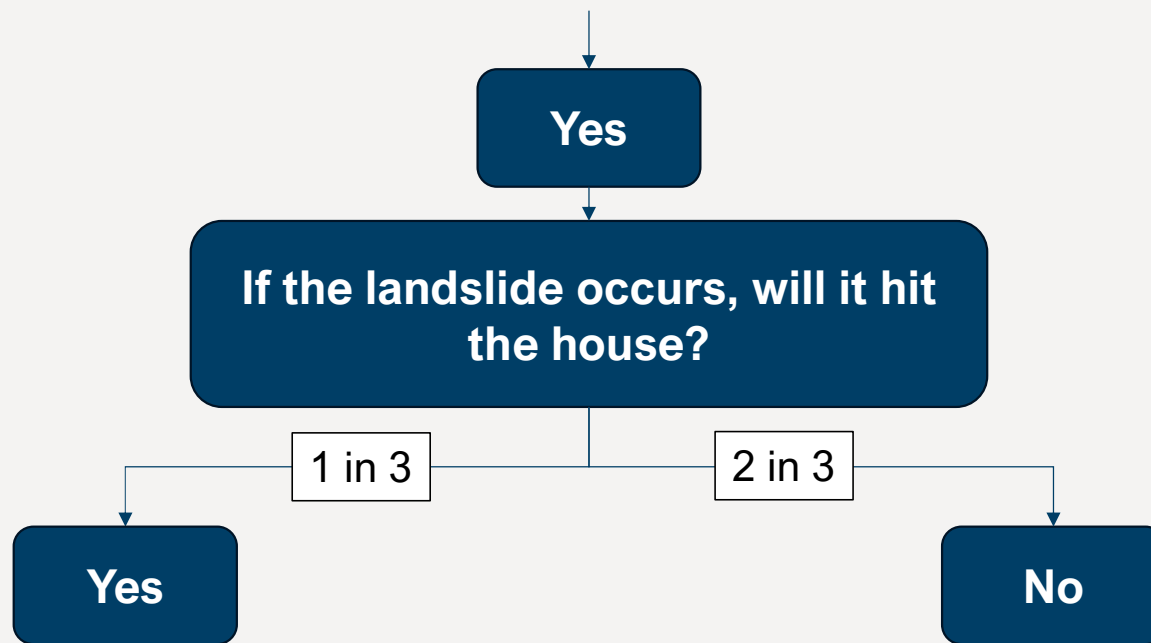 Yes
If the landslide occurs, will it hit
the house?
1 in 3
2 in 3
Yes
No